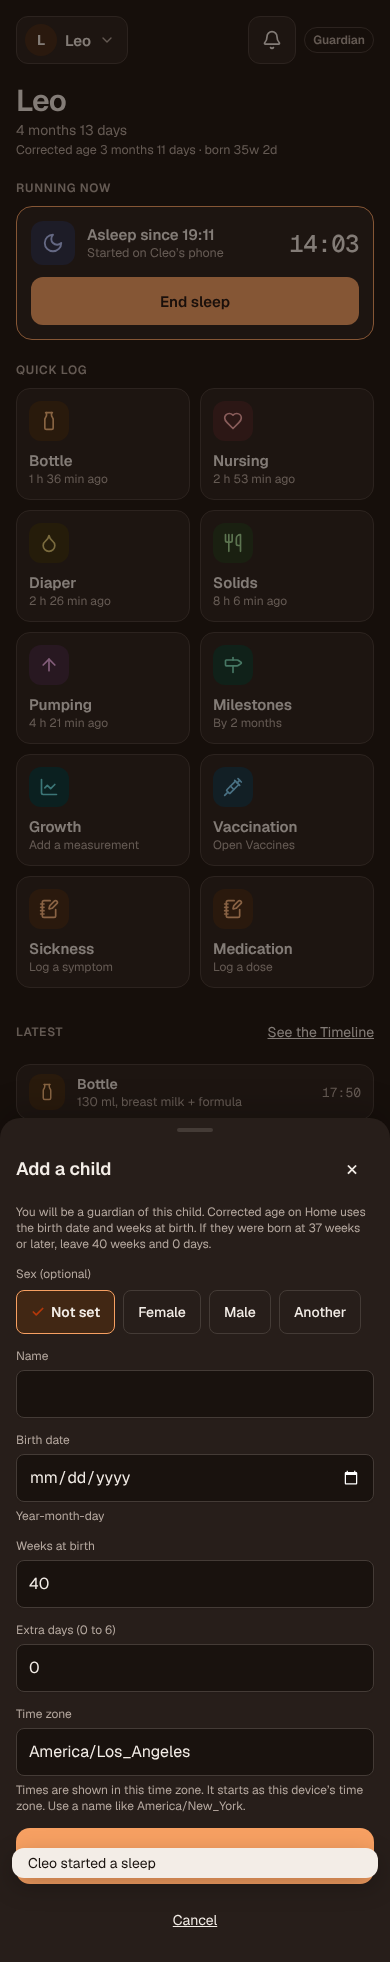 L Leo
Guardian
Leo
4 months 13 days
Corrected age 3 months 11 days · born 35w 2d
RUNNING NOW
Asleep since 19:11
Started on Cleo's phone
14:03
End sleep
QUICK LOG
Bottle
1 h 36 min ago
Nursing
2 h 53 min ago
Diaper
2 h 26 min ago
Solids
8 h 6 min ago
Pumping
4 h 21 min ago
Milestones
By 2 months
Growth
Add a measurement
Vaccination
Open Vaccines
Sickness
Log a symptom
Medication
Log a dose
LATEST
See the Timeline
Bottle
130 ml, breast milk + formula
17:50
Add a child
You will be a guardian of this child. Corrected age on Home uses
the birth date and weeks at birth. If they were born at 37 weeks
or later, leave 40 weeks and 0 days.
Sex (optional)
Not set
Female
Male
Another
Name
Birth date
mm/dd/yyyy
Year-month-day
Weeks at birth
40
Extra days (0 to 6)
0
Time zone
America/Los_Angeles
Times are shown in this time zone. It starts as this device's time
zone. Use a name like America/New_York.
Cleo started a sleep
Cancel